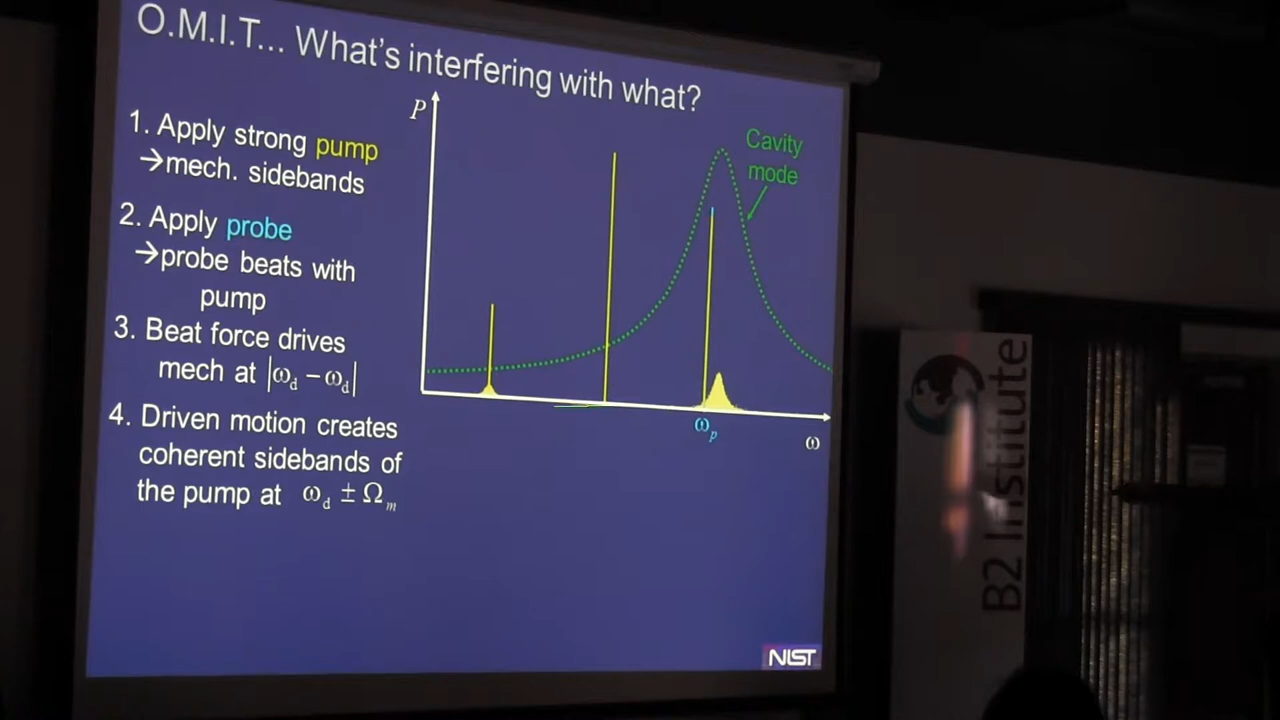 O.M.I.T... What's interfering with what?
1. Apply strong pump
→mech. sidebands
2. Apply probe
→probe beats with
pump
3. Beat force drives
mech at |ω_d − ω_d|
4. Driven motion creates
coherent sidebands of
the pump at ω_d ± Ω_m
P
Cavity
mode
ω_p
ω
NIST
B2 Institute